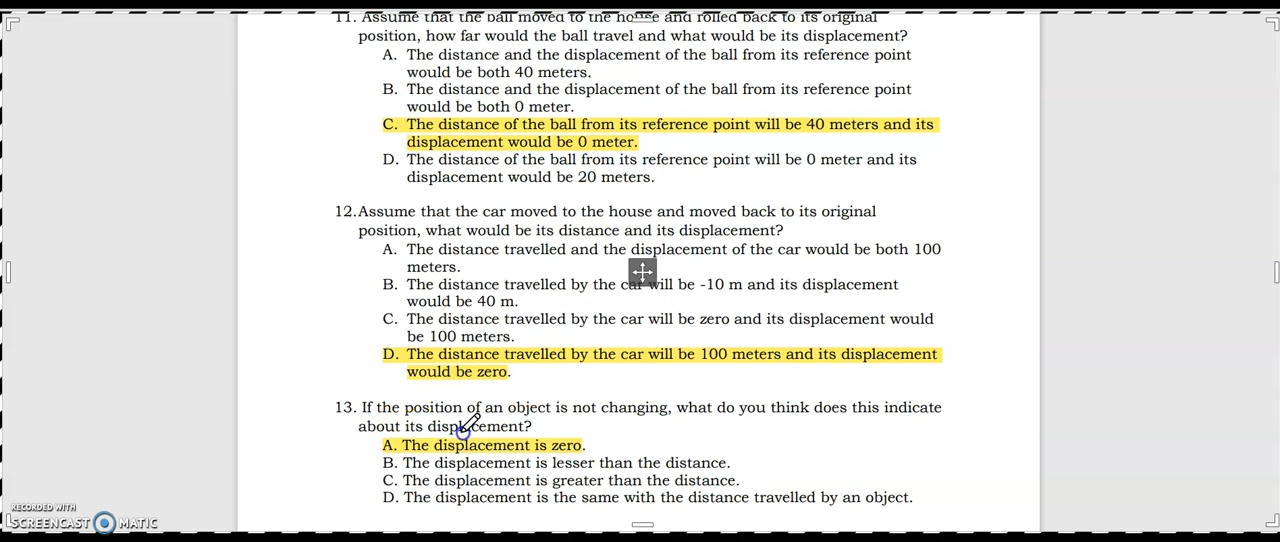 11. Assume that the ball moved to the house and rolled back to its original
position, how far would the ball travel and what would be its displacement?
A. The distance and the displacement of the ball from its reference point
would be both 40 meters.
B. The distance and the displacement of the ball from its reference point
would be both 0 meter.
C. The distance of the ball from its reference point will be 40 meters and its
displacement would be 0 meter.
D. The distance of the ball from its reference point will be 0 meter and its
displacement would be 20 meters.
12.Assume that the car moved to the house and moved back to its original
position, what would be its distance and its displacement?
A. The distance travelled and the displacement of the car would be both 100
meters.
B. The distance travelled by the car will be -10 m and its displacement
would be 40 m.
C. The distance travelled by the car will be zero and its displacement would
be 100 meters.
D. The distance travelled by the car will be 100 meters and its displacement
would be zero.
13. If the position of an object is not changing, what do you think does this indicate
about its displacement?
A. The displacement is zero.
B. The displacement is lesser than the distance.
C. The displacement is greater than the distance.
D. The displacement is the same with the distance travelled by an object.
RECORDED WITH
SCREENCAST MATIC